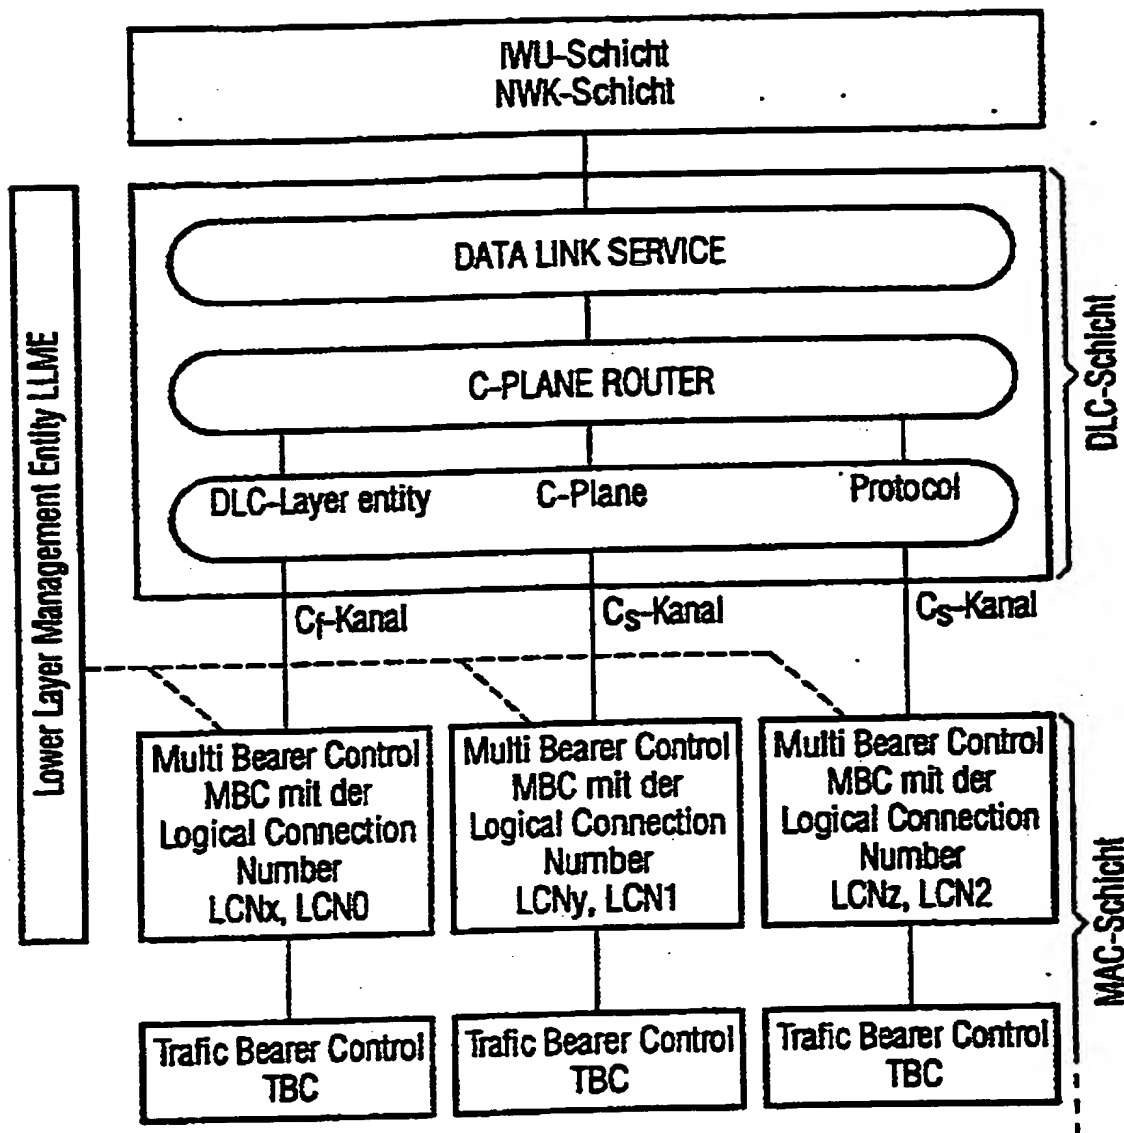 IWU-Schicht
NWK-Schicht
DATA LINK SERVICE
C-PLANE ROUTER
DLC-Layer entity C-Plane Protocol
DLC-Schicht
Lower Layer Management Entity LLME
Cf-Kanal
Cs-Kanal
Cs-Kanal
Multi Bearer Control
MBC mit der
Logical Connection
Number
LCNx, LCN0
Multi Bearer Control
MBC mit der
Logical Connection
Number
LCNy, LCN1
Multi Bearer Control
MBC mit der
Logical Connection
Number
LCNz, LCN2
MAC-Schicht
Trafic Bearer Control
TBC
Trafic Bearer Control
TBC
Trafic Bearer Control
TBC